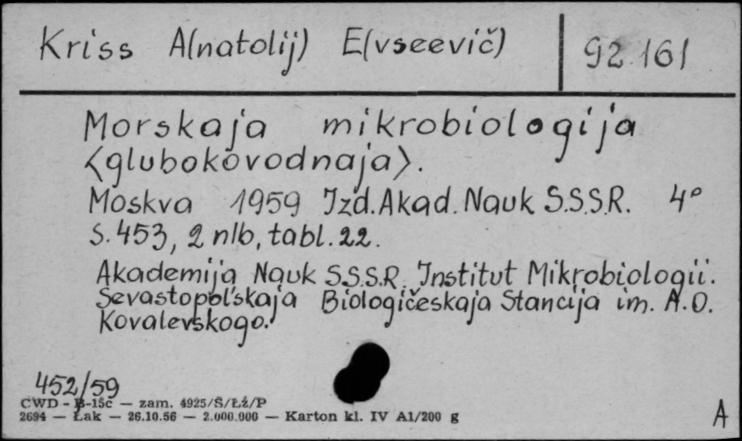 Kriss A(natolij) E(vseevič) 92.161
Morskaja mikrobiologija
<glubokovodnaja>.
Moskva 1959 Izd. Akad. Nauk S.S.S.R. 4°
S. 453, 2 nlb, tabl. 22.
Akademija Nauk S.S.S.R. Institut Mikrobiologii.
Sevastopol'skaja Biologičeskaja Stancija im. A.O.
Kovalevskogo.
452/59
CWD - B-15c — zam. 4925/S/ŁŻ/P
2694 — Łak — 26.10.56 — 2.000.000 — Karton kl. IV A1/200 g
A